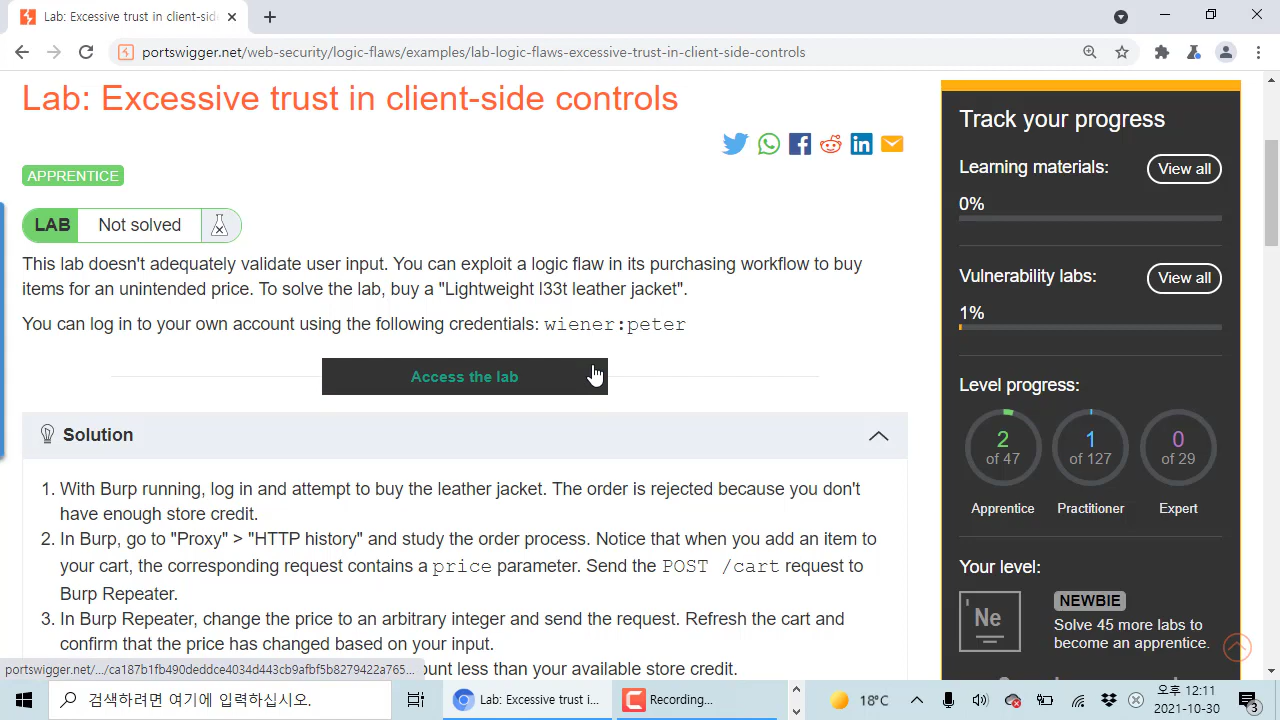 Lab: Excessive trust in client-side
portswigger.net/web-security/logic-flaws/examples/lab-logic-flaws-excessive-trust-in-client-side-controls
Lab: Excessive trust in client-side controls
APPRENTICE
LAB Not solved
This lab doesn't adequately validate user input. You can exploit a logic flaw in its purchasing workflow to buy
items for an unintended price. To solve the lab, buy a "Lightweight l33t leather jacket".
You can log in to your own account using the following credentials: wiener:peter
Access the lab
Solution
1. With Burp running, log in and attempt to buy the leather jacket. The order is rejected because you don't
have enough store credit.
2. In Burp, go to "Proxy" > "HTTP history" and study the order process. Notice that when you add an item to
your cart, the corresponding request contains a price parameter. Send the POST /cart request to
Burp Repeater.
3. In Burp Repeater, change the price to an arbitrary integer and send the request. Refresh the cart and
confirm that the price has changed based on your input.
ount less than your available store credit.
portswigger.net/.../ca187b1fb490deddce4034d43cb9afbf5b8279422a765...
Track your progress
Learning materials: View all
0%
Vulnerability labs: View all
1%
Level progress:
2 of 47
1 of 127
0 of 29
Apprentice Practitioner Expert
Your level:
1 Ne
NEWBIE
Solve 45 more labs to
become an apprentice.
검색하려면 여기에 입력하십시오.
Lab: Excessive trust i...
Recording...
18°C
오후 12:11
2021-10-30
3